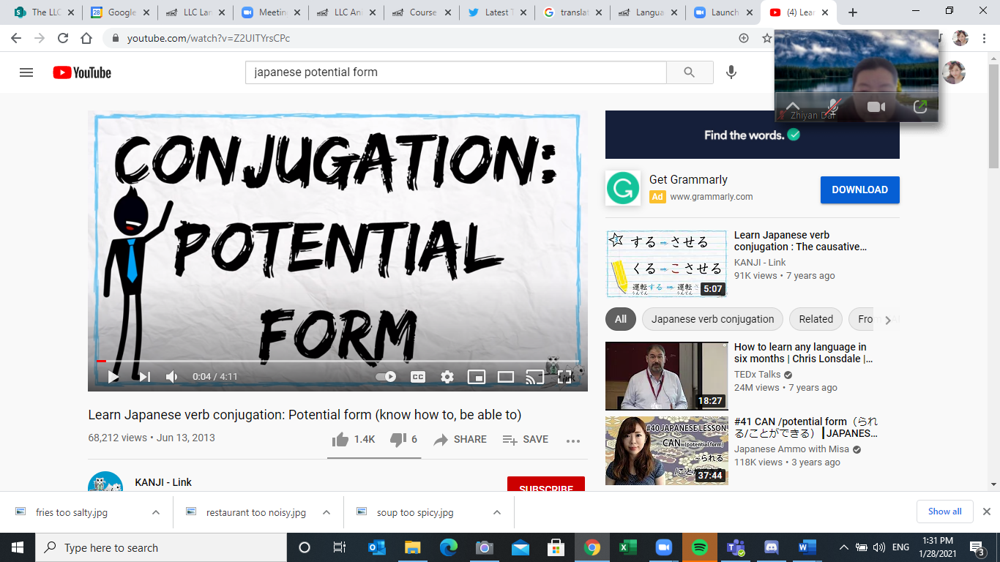 The LLC
Google
LLC Lan
Meeting
LLC Ani
Course
Latest T
translat
Langua
Launch
(4) Lear
youtube.com/watch?v=Z2UITYrsCPc
YouTube
japanese potential form
Zhiyan Dai
CONJUGATION:
POTENTIAL
FORM
Link
0:04 / 4:11
CC
Learn Japanese verb conjugation: Potential form (know how to, be able to)
68,212 views • Jun 13, 2013
1.4K
6
SHARE
SAVE
KANJI - Link
SUBSCRIBE
Find the words.
Get Grammarly
Ad www.grammarly.com
DOWNLOAD
する ⇒ させる
くる ⇒ こさせる
運転する ⇒ 運転さ
うんてん うんてん
5:07
Learn Japanese verb
conjugation : The causative...
KANJI - Link
91K views • 7 years ago
All
Japanese verb conjugation
Related
Fro
18:27
How to learn any language in
six months | Chris Lonsdale |...
TEDx Talks
24M views • 7 years ago
#40 JAPANESE LESSON
CAN (potential form)
~られる
/ことができる
37:44
#41 CAN /potential form（られ
る/ことができる）┃JAPANES...
Japanese Ammo with Misa
118K views • 3 years ago
fries too salty.jpg
restaurant too noisy.jpg
soup too spicy.jpg
Show all
Type here to search
ENG
1:31 PM
1/28/2021
3